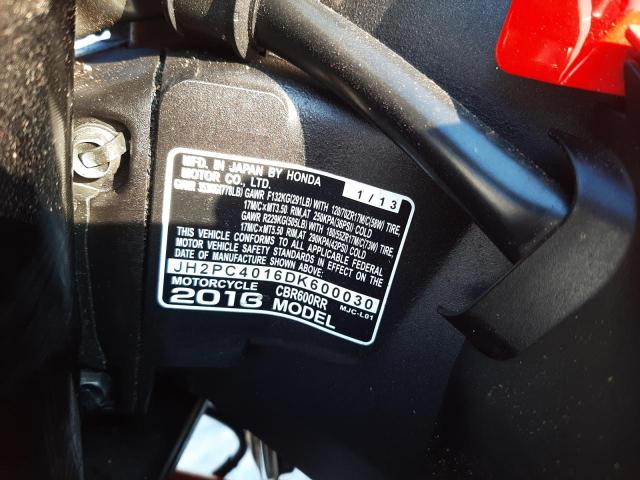 MFD. IN JAPAN BY HONDA
MOTOR CO., LTD. 1/13
GVWR 353KG(778LB) GAWR F132KG(291LB) WITH 120/70ZR17M/C(58W) TIRE,
17M/C×MT3.50 RIM,AT 250KPA(36PSI) COLD
GAWR R229KG(505LB) WITH 180/55ZR17M/C(73W) TIRE,
17M/C×MT5.50 RIM,AT 290KPA(42PSI) COLD
THIS VEHICLE CONFORMS TO ALL APPLICABLE FEDERAL
MOTOR VEHICLE SAFETY STANDARDS IN EFFECT ON THE
DATE OF MANUFACTURE SHOWN ABOVE.
JH2PC4016DK600030
MOTORCYCLE CBR600RR MJC-L01
2013 MODEL